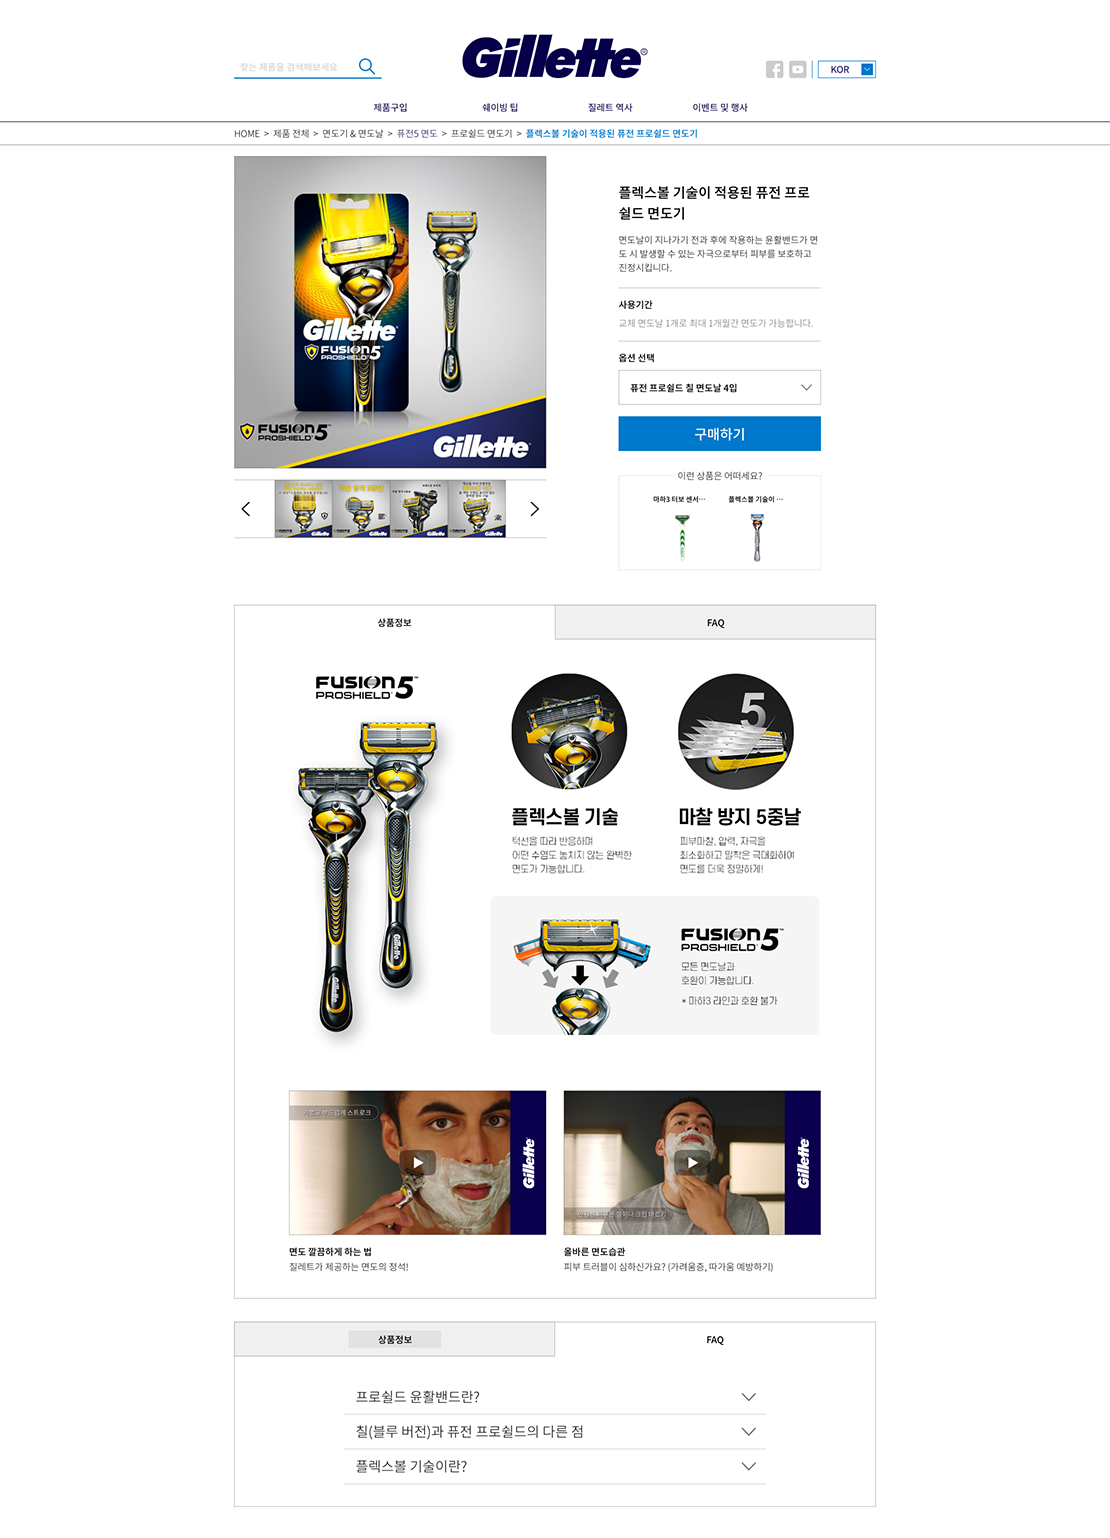 Gillette®
찾는 제품을 검색해보세요
KOR
제품구입
쉐이빙 팁
질레트 역사
이벤트 및 행사
HOME > 제품 전체 > 면도기 & 면도날 > 퓨전5 면도 > 프로쉴드 면도기 > 플렉스볼 기술이 적용된 퓨전 프로쉴드 면도기
Gillette
FUSION5
PROSHIELD
FUSION5™
PROSHIELD
Gillette
플렉스볼 기술이 적용된 퓨전 프로
쉴드 면도기
면도날이 지나가기 전과 후에 작용하는 윤활밴드가 면
도 시 발생할 수 있는 자극으로부터 피부를 보호하고
진정시킵니다.
사용기간
교체 면도날 1개로 최대 1개월간 면도가 가능합니다.
옵션 선택
퓨전 프로쉴드 칠 면도날 4입
구매하기
이런 상품은 어떠세요?
마하3 터보 센서…
플렉스볼 기술이 …
Gillette
Gillette
Gillette
Gillette
상품정보
FAQ
FUSION5™
PROSHIELD
Gillette
5
플렉스볼 기술
턱선을 따라 반응하며
어떤 수염도 놓치지 않는 완벽한
면도가 가능합니다.
마찰 방지 5중날
피부마찰, 압력, 자극을
최소화하고 밀착은 극대화하여
면도를 더욱 정밀하게!
FUSION5™
PROSHIELD
모든 면도날과
호환이 가능합니다.
* 마하3 라인과 호환 불가
부드럽게 스트로크
Gillette
Gillette
면도 깔끔하게 하는 법
질레트가 제공하는 면도의 정석!
올바른 면도습관
피부 트러블이 심하신가요? (가려움증, 따가움 예방하기)
상품정보
FAQ
프로쉴드 윤활밴드란?
칠(블루 버전)과 퓨전 프로쉴드의 다른 점
플렉스볼 기술이란?